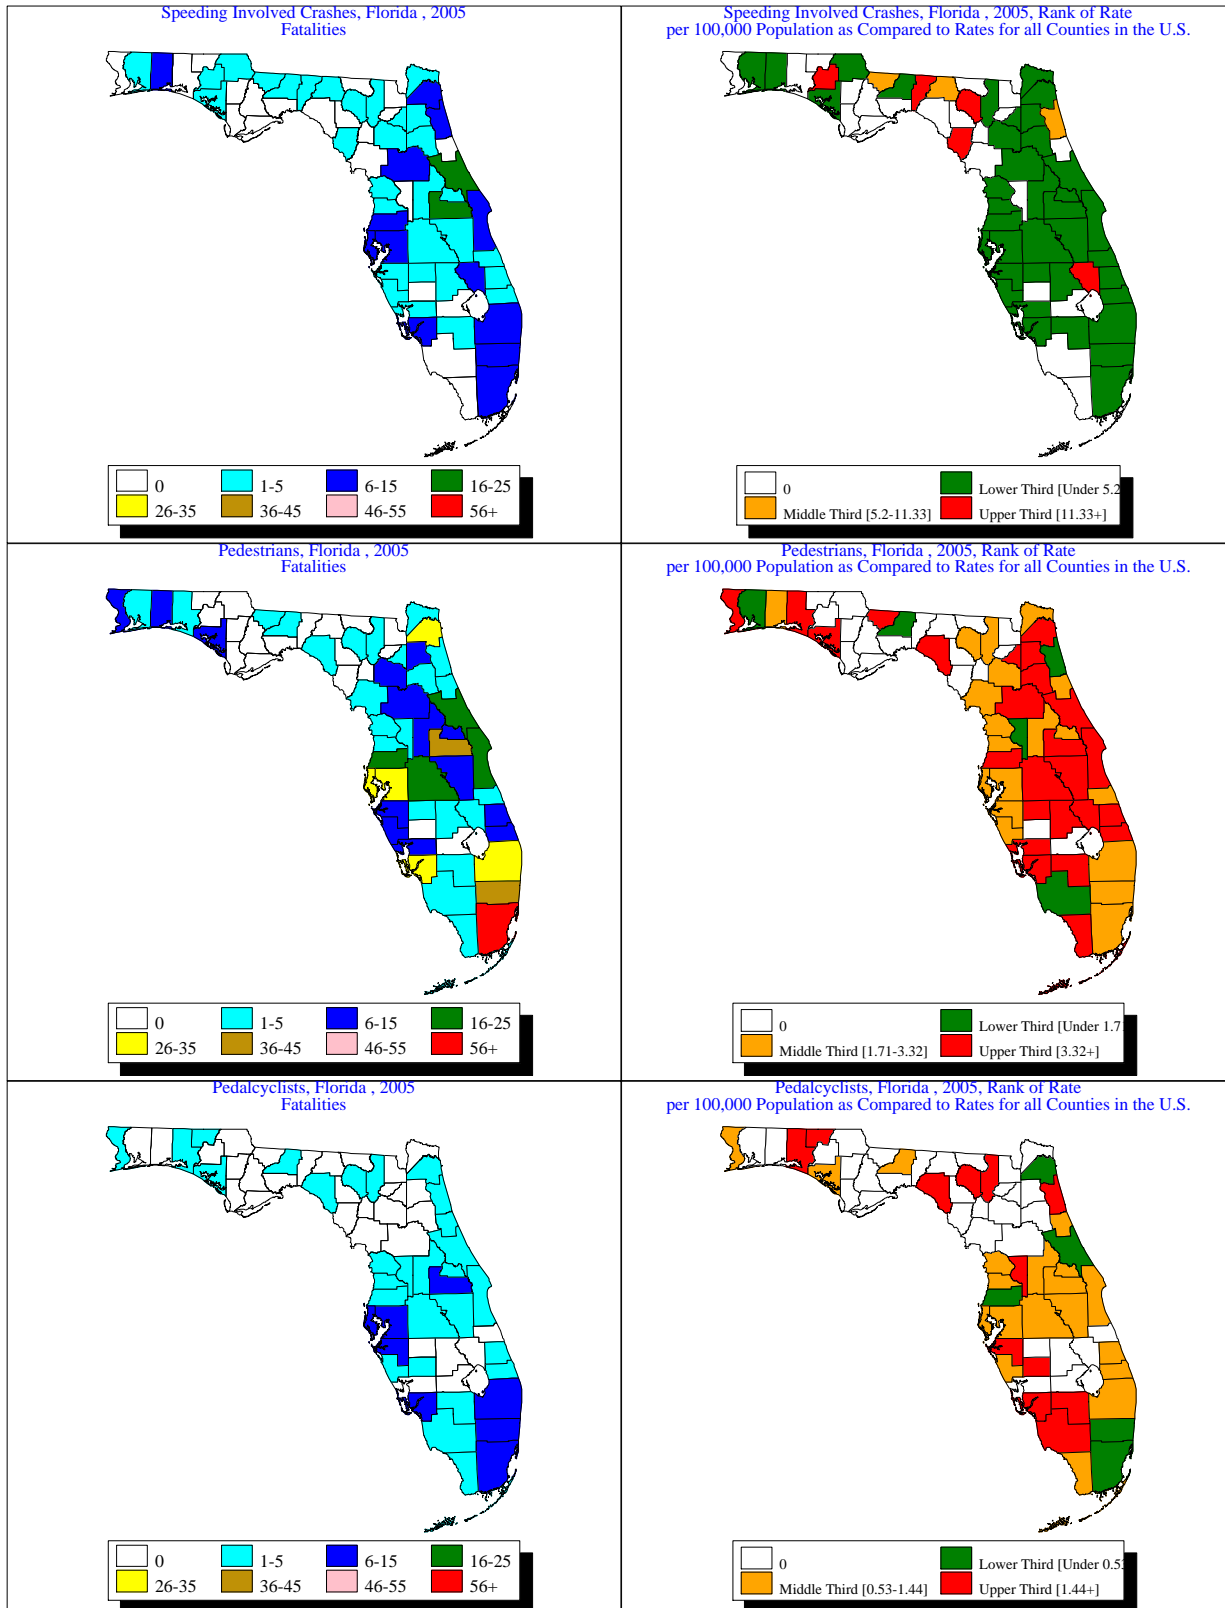 Speeding Involved Crashes, Florida , 2005
Fatalities
0
1-5
6-15
16-25
26-35
36-45
46-55
56+
Speeding Involved Crashes, Florida , 2005, Rank of Rate
per 100,000 Population as Compared to Rates for all Counties in the U.S.
0
Lower Third [Under 5.2
Middle Third [5.2-11.33]
Upper Third [11.33+]
Pedestrians, Florida , 2005
Fatalities
0
1-5
6-15
16-25
26-35
36-45
46-55
56+
Pedestrians, Florida , 2005, Rank of Rate
per 100,000 Population as Compared to Rates for all Counties in the U.S.
0
Lower Third [Under 1.71
Middle Third [1.71-3.32]
Upper Third [3.32+]
Pedalcyclists, Florida , 2005
Fatalities
0
1-5
6-15
16-25
26-35
36-45
46-55
56+
Pedalcyclists, Florida , 2005, Rank of Rate
per 100,000 Population as Compared to Rates for all Counties in the U.S.
0
Lower Third [Under 0.53
Middle Third [0.53-1.44]
Upper Third [1.44+]